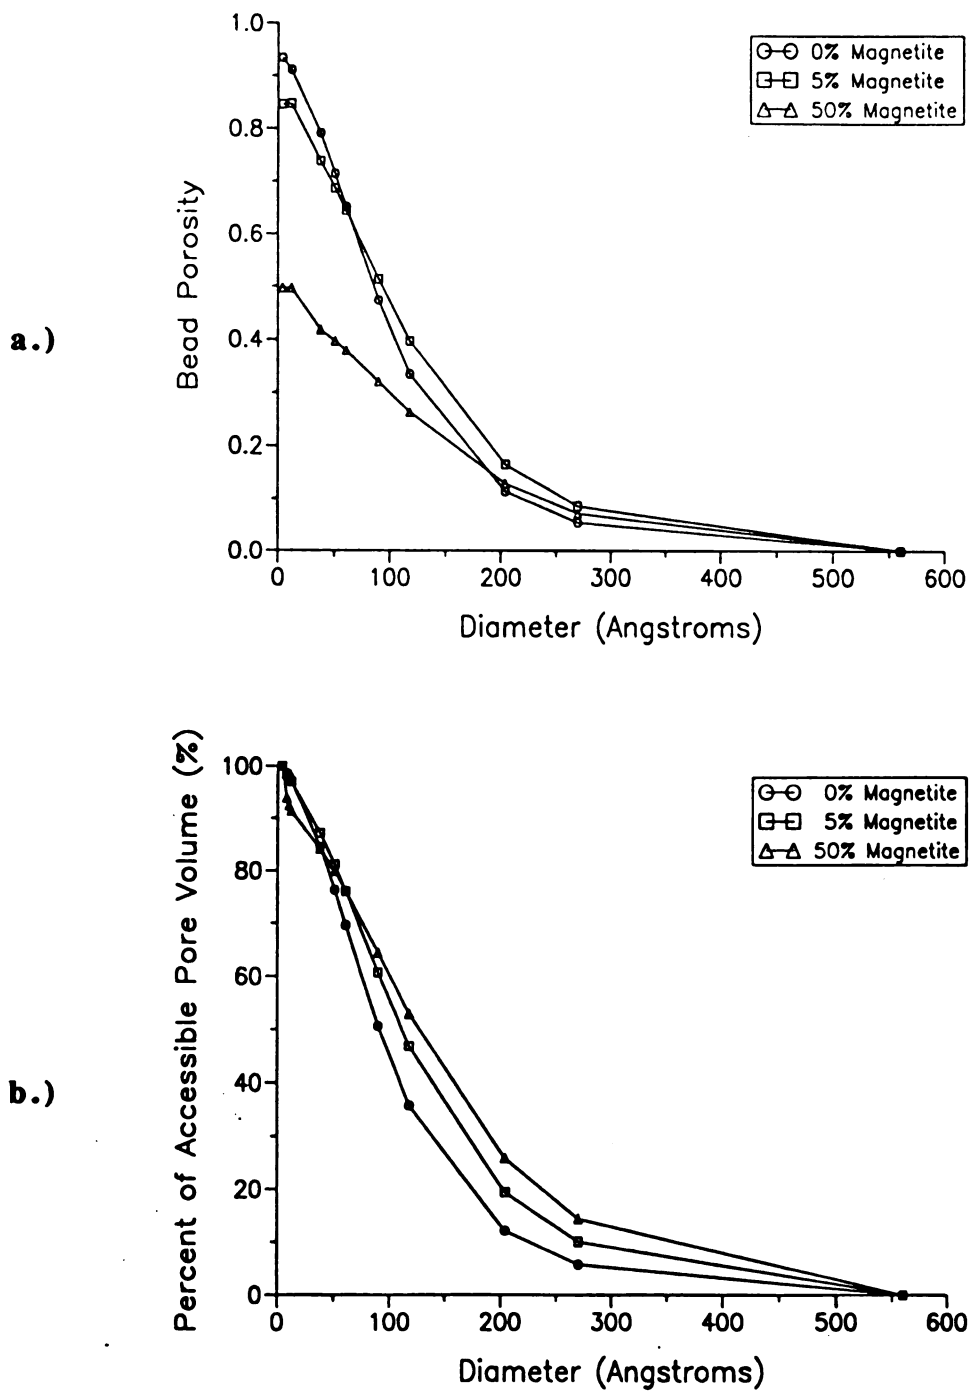 a.)
Bead Porosity
1.0
0.8
0.6
0.4
0.2
0.0
0 100 200 300 400 500 600
Diameter (Angstroms)
0% Magnetite
5% Magnetite
50% Magnetite
b.)
Percent of Accessible Pore Volume (%)
100
80
60
40
20
0
0 100 200 300 400 500 600
Diameter (Angstroms)
0% Magnetite
5% Magnetite
50% Magnetite